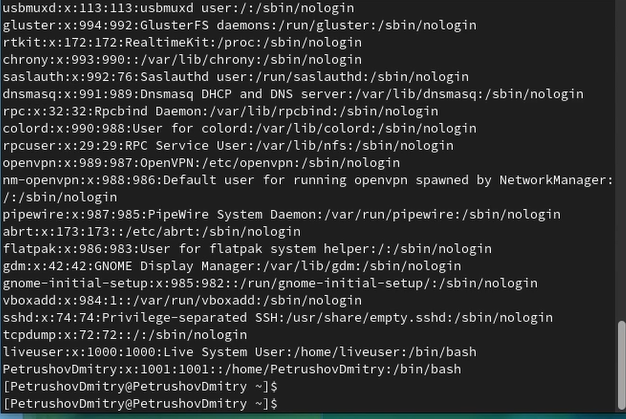 usbmuxd:x:113:113:usbmuxd user:/:/sbin/nologin
gluster:x:994:992:GlusterFS daemons:/run/gluster:/sbin/nologin
rtkit:x:172:172:RealtimeKit:/proc:/sbin/nologin
chrony:x:993:990::/var/lib/chrony:/sbin/nologin
saslauth:x:992:76:Saslauthd user:/run/saslauthd:/sbin/nologin
dnsmasq:x:991:989:Dnsmasq DHCP and DNS server:/var/lib/dnsmasq:/sbin/nologin
rpc:x:32:32:Rpcbind Daemon:/var/lib/rpcbind:/sbin/nologin
colord:x:990:988:User for colord:/var/lib/colord:/sbin/nologin
rpcuser:x:29:29:RPC Service User:/var/lib/nfs:/sbin/nologin
openvpn:x:989:987:OpenVPN:/etc/openvpn:/sbin/nologin
nm-openvpn:x:988:986:Default user for running openvpn spawned by NetworkManager:
/:/sbin/nologin
pipewire:x:987:985:PipeWire System Daemon:/var/run/pipewire:/sbin/nologin
abrt:x:173:173::/etc/abrt:/sbin/nologin
flatpak:x:986:983:User for flatpak system helper:/:/sbin/nologin
gdm:x:42:42:GNOME Display Manager:/var/lib/gdm:/sbin/nologin
gnome-initial-setup:x:985:982::/run/gnome-initial-setup/:/sbin/nologin
vboxadd:x:984:1::/var/run/vboxadd:/sbin/nologin
sshd:x:74:74:Privilege-separated SSH:/usr/share/empty.sshd:/sbin/nologin
tcpdump:x:72:72::/:/sbin/nologin
liveuser:x:1000:1000:Live System User:/home/liveuser:/bin/bash
PetrushovDmitry:x:1001:1001::/home/PetrushovDmitry:/bin/bash
[PetrushovDmitry@PetrushovDmitry ~]$
[PetrushovDmitry@PetrushovDmitry ~]$